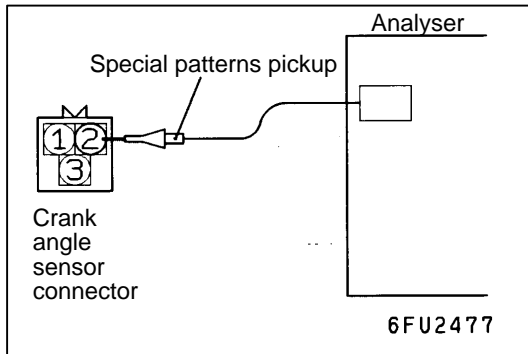 Analyser
Special patterns pickup
1 2
3
Crank
angle
sensor
connector
6FU2477